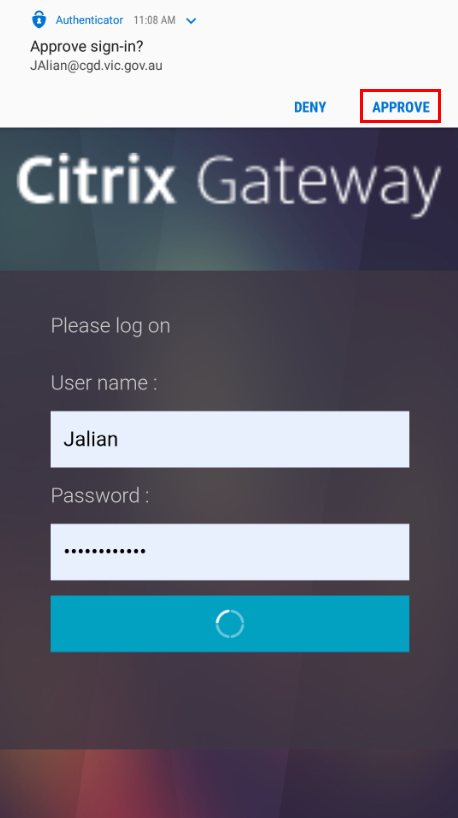 Authenticator 11:08 AM
Approve sign-in?
JAlian@cgd.vic.gov.au
DENY APPROVE
Citrix Gateway
Please log on
User name :
Jalian
Password :
••••••••••••